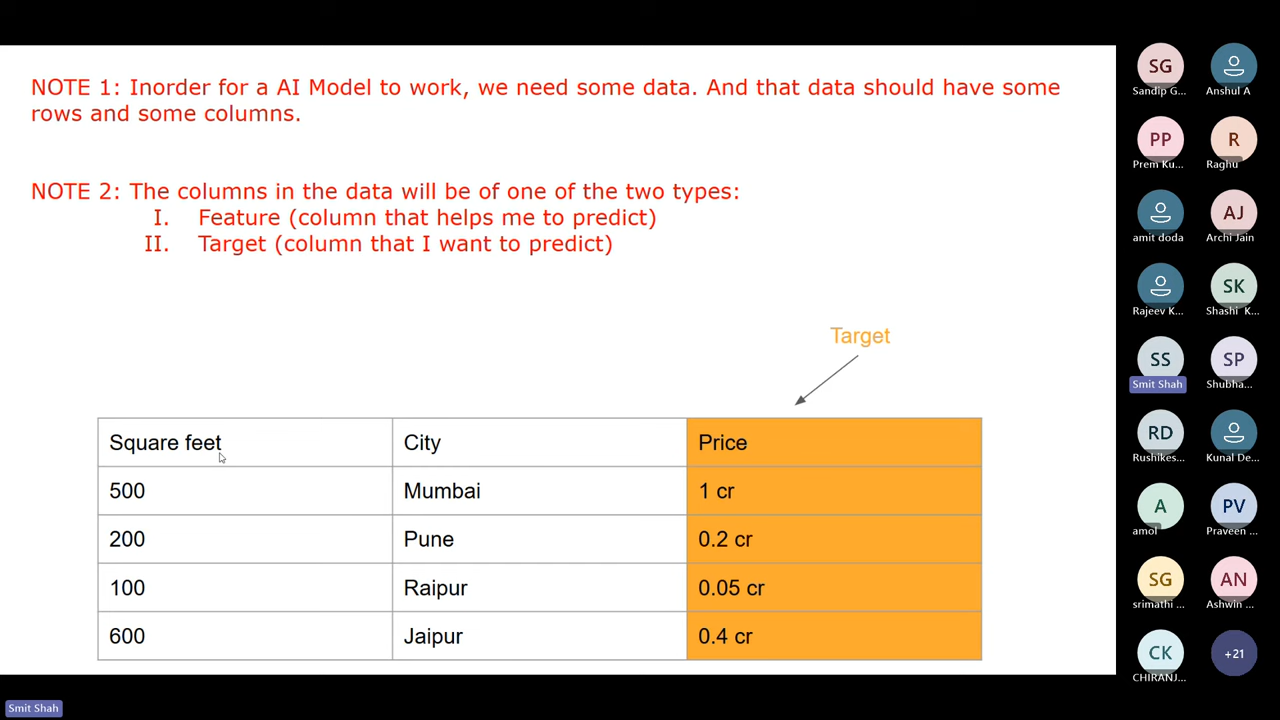 NOTE 1: Inorder for a AI Model to work, we need some data. And that data should have some
rows and some columns.
NOTE 2: The columns in the data will be of one of the two types:
I. Feature (column that helps me to predict)
II. Target (column that I want to predict)
Target
Square feet City Price
500 Mumbai 1 cr
200 Pune 0.2 cr
100 Raipur 0.05 cr
600 Jaipur 0.4 cr
SG
Sandip G...
Anshul A
PP R
Prem Ku... Raghu
AJ
amit doda Archi Jain
SK
Rajeev K... Shashi K...
SS SP
Smit Shah Shubha...
RD
Rushikes... Kunal De...
A PV
amol Praveen ...
SG AN
srimathi ... Ashwin ...
CK +21
CHIRANJ...
Smit Shah